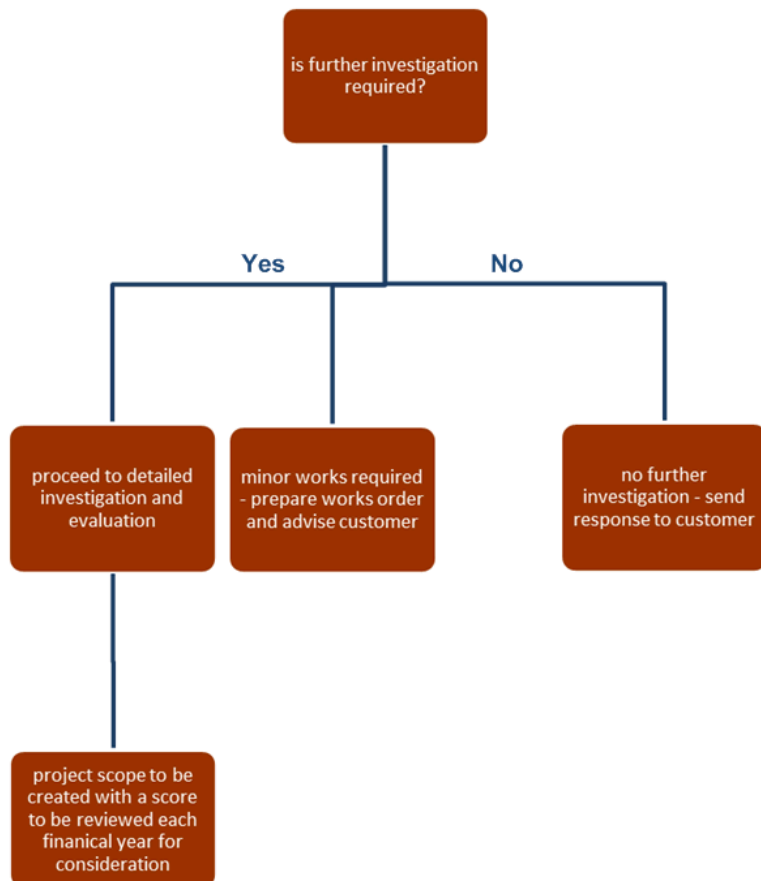 is further investigation
required?
Yes
No
proceed to detailed
investigation and
evaluation
minor works required
- prepare works order
and advise customer
no further
investigation - send
response to customer
project scope to be
created with a score
to be reviewed each
finanical year for
consideration